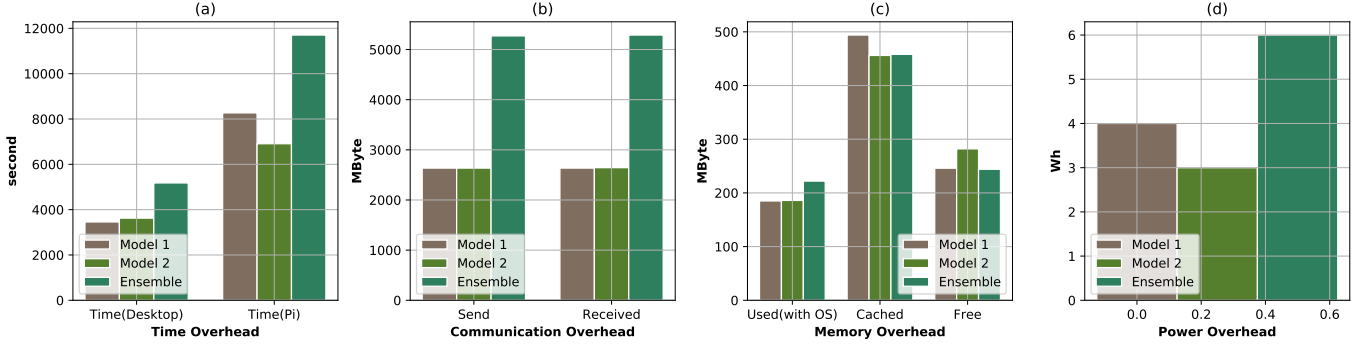 (a)
12000
10000
8000
6000
4000
2000
0
second
Model 1
Model 2
Ensemble
Time(Desktop)
Time(Pi)
Time Overhead
(b)
5000
4000
3000
2000
1000
0
MByte
Model 1
Model 2
Ensemble
Send
Received
Communication Overhead
(c)
500
400
300
200
100
0
MByte
Model 1
Model 2
Ensemble
Used(with OS)
Cached
Free
Memory Overhead
(d)
6
5
4
3
2
1
0
Wh
Model 1
Model 2
Ensemble
0.0
0.2
0.4
0.6
Power Overhead